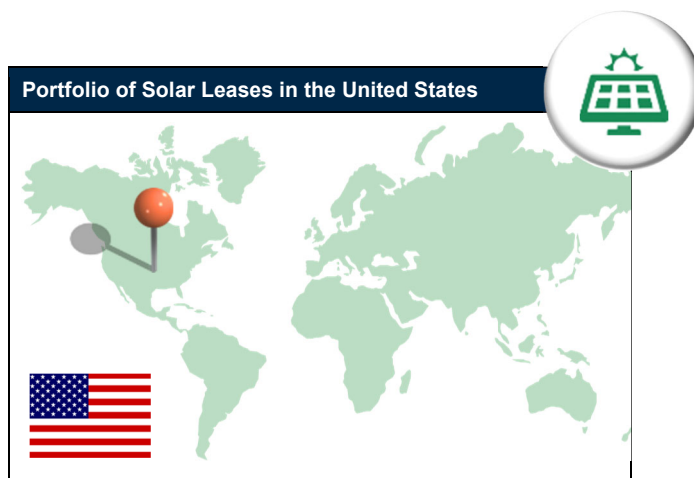 Portfolio of Solar Leases in the United States